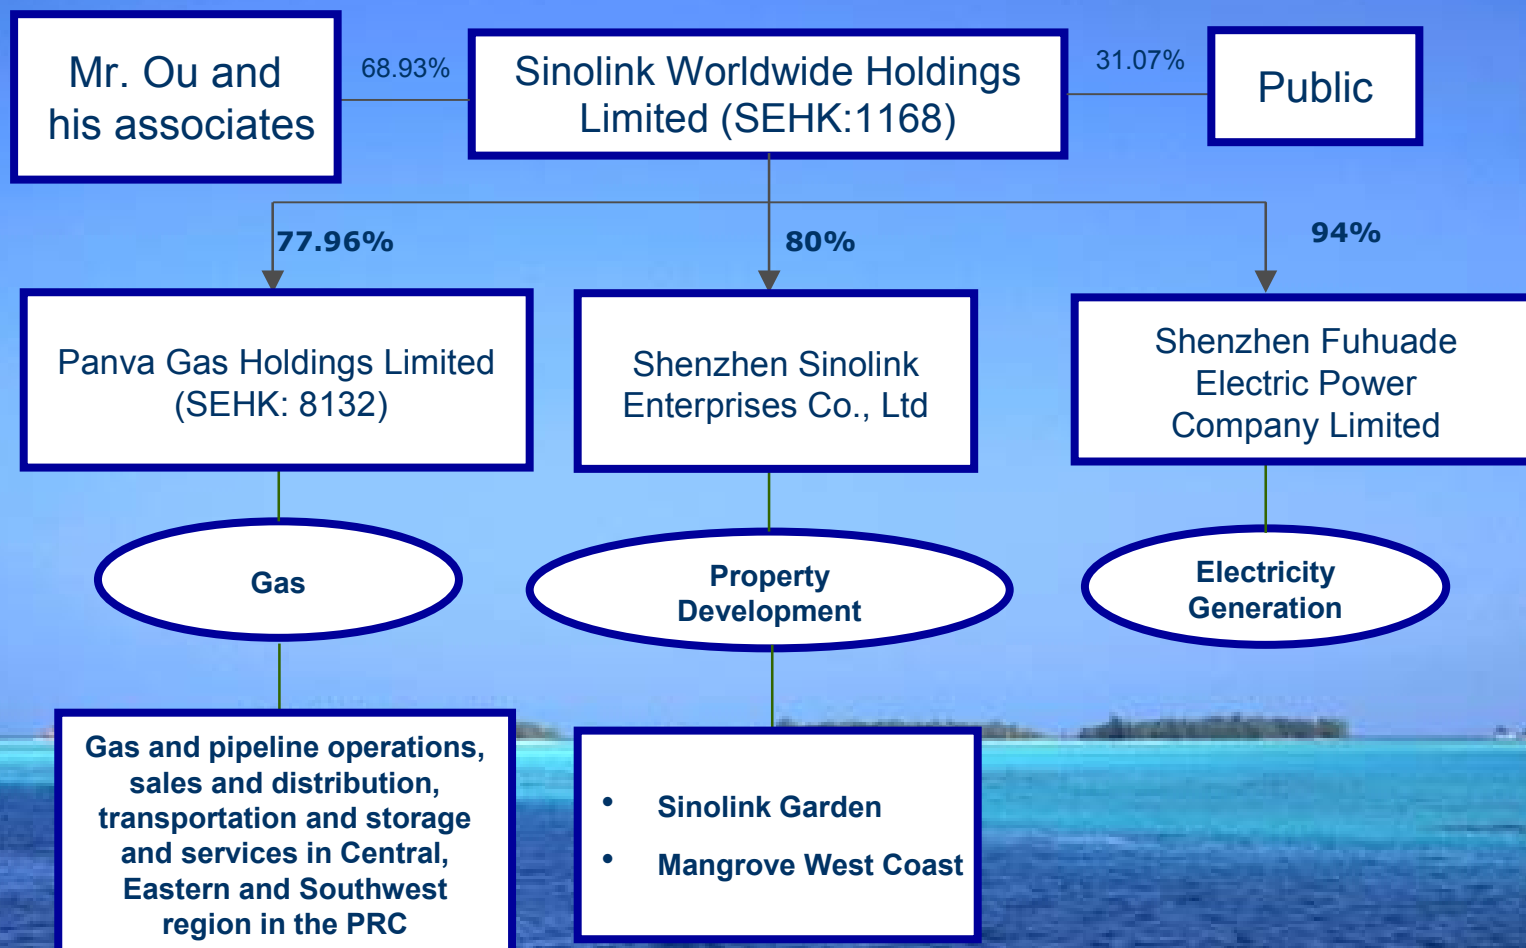 Mr. Ou and
his associates
68.93%
Sinolink Worldwide Holdings
Limited (SEHK:1168)
31.07%
Public
77.96%
80%
94%
Panva Gas Holdings Limited
(SEHK: 8132)
Shenzhen Sinolink
Enterprises Co., Ltd
Shenzhen Fuhuade
Electric Power
Company Limited
Gas
Property
Development
Electricity
Generation
Gas and pipeline operations,
sales and distribution,
transportation and storage
and services in Central,
Eastern and Southwest
region in the PRC
• Sinolink Garden
• Mangrove West Coast